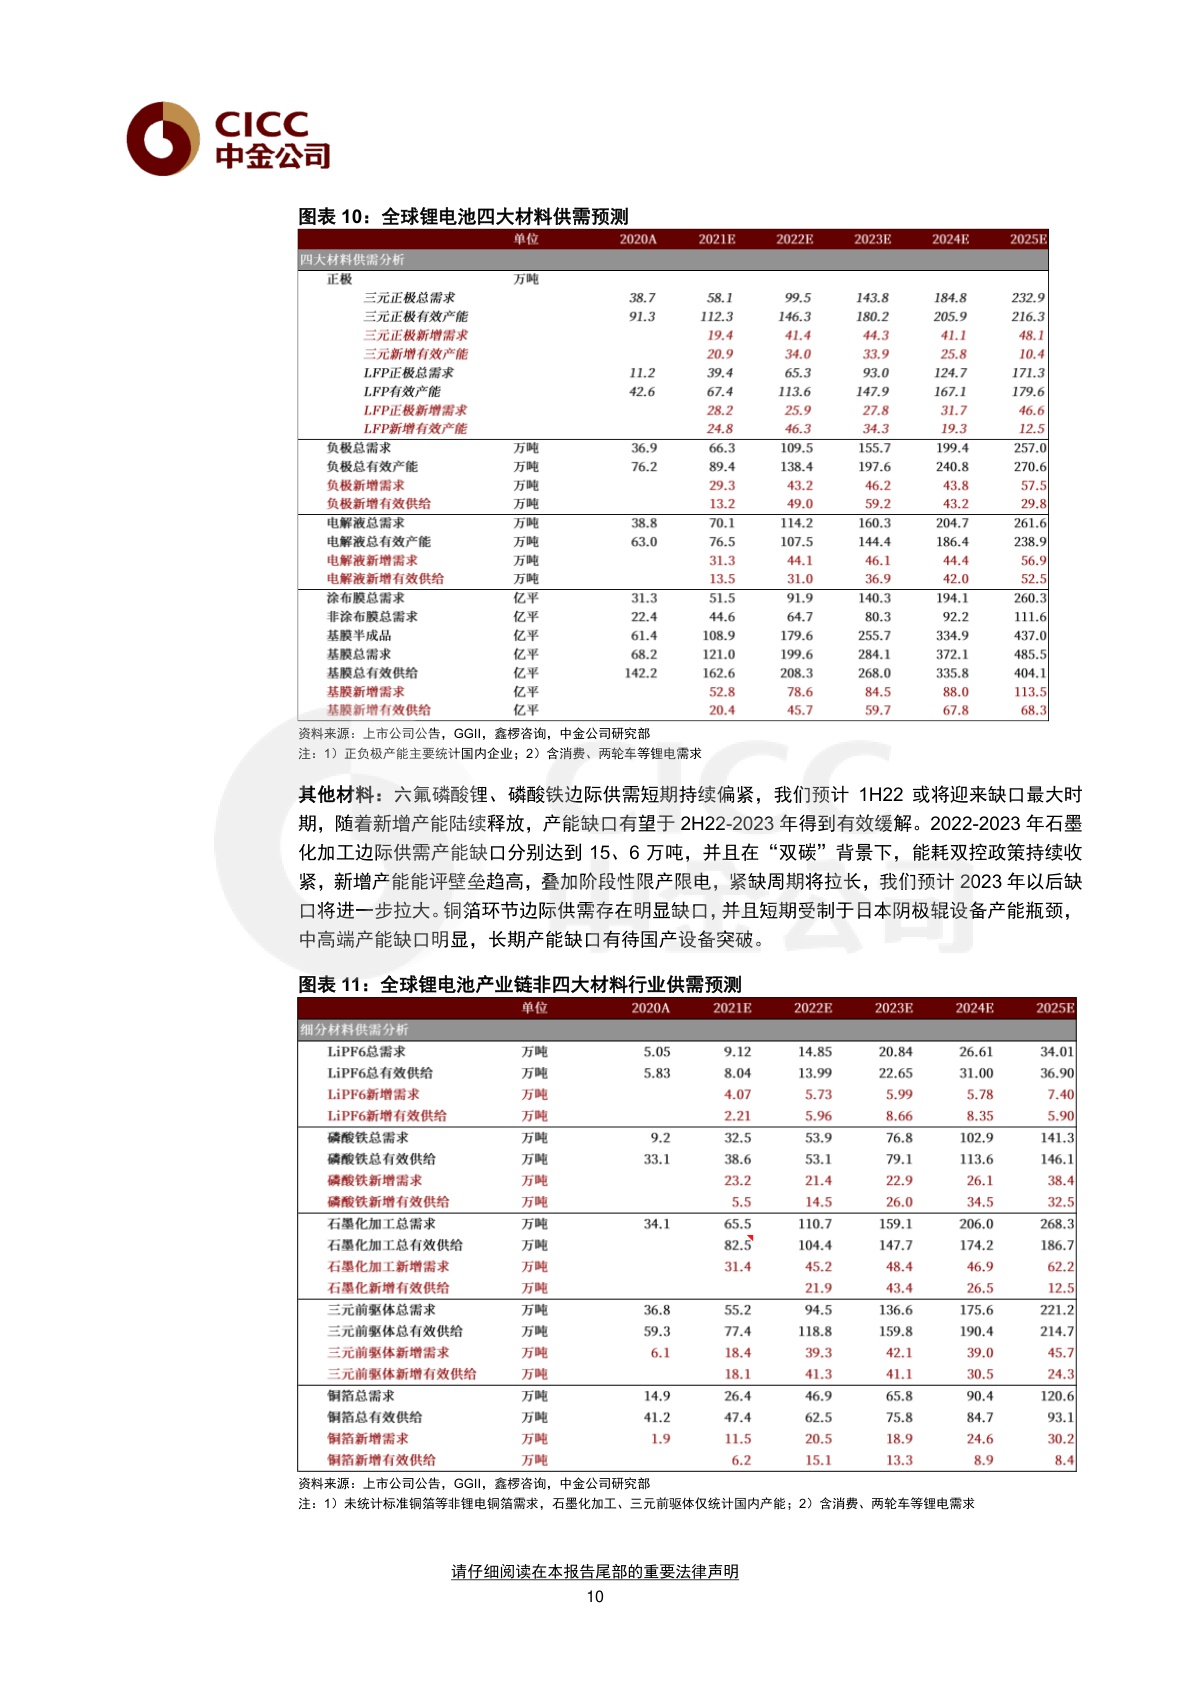 CICC
中金公司
图表 10：全球锂电池四大材料供需预测
单位 2020A 2021E 2022E 2023E 2024E 2025E
四大材料供需分析
正极 万吨
三元正极总需求 38.7 58.1 99.5 143.8 184.8 232.9
三元正极有效产能 91.3 112.3 146.3 180.2 205.9 216.3
三元正极新增需求 19.4 41.4 44.3 41.1 48.1
三元新增有效产能 20.9 34.0 33.9 25.8 10.4
LFP正极总需求 11.2 39.4 65.3 93.0 124.7 171.3
LFP有效产能 42.6 67.4 113.6 147.9 167.1 179.6
LFP正极新增需求 28.2 25.9 27.8 31.7 46.6
LFP新增有效产能 24.8 46.3 34.3 19.3 12.5
负极总需求 万吨 36.9 66.3 109.5 155.7 199.4 257.0
负极总有效产能 万吨 76.2 89.4 138.4 197.6 240.8 270.6
负极新增需求 万吨 29.3 43.2 46.2 43.8 57.5
负极新增有效供给 万吨 13.2 49.0 59.2 43.2 29.8
电解液总需求 万吨 38.8 70.1 114.2 160.3 204.7 261.6
电解液总有效产能 万吨 63.0 76.5 107.5 144.4 186.4 238.9
电解液新增需求 万吨 31.3 44.1 46.1 44.4 56.9
电解液新增有效供给 万吨 13.5 31.0 36.9 42.0 52.5
涂布膜总需求 亿平 31.3 51.5 91.9 140.3 194.1 260.3
非涂布膜总需求 亿平 22.4 44.6 64.7 80.3 92.2 111.6
基膜半成品 亿平 61.4 108.9 179.6 255.7 334.9 437.0
基膜总需求 亿平 68.2 121.0 199.6 284.1 372.1 485.5
基膜总有效供给 亿平 142.2 162.6 208.3 268.0 335.8 404.1
基膜新增需求 亿平 52.8 78.6 84.5 88.0 113.5
基膜新增有效供给 亿平 20.4 45.7 59.7 67.8 68.3
资料来源：上市公司公告，GGII，鑫椤咨询，中金公司研究部
注：1）正负极产能主要统计国内企业；2）含消费、两轮车等锂电需求
其他材料：六氟磷酸锂、磷酸铁边际供需短期持续偏紧，我们预计 1H22 或将迎来缺口最大时
期，随着新增产能陆续释放，产能缺口有望于 2H22-2023 年得到有效缓解。2022-2023 年石墨
化加工边际供需产能缺口分别达到 15、6 万吨，并且在“双碳”背景下，能耗双控政策持续收
紧，新增产能能评壁垒趋高，叠加阶段性限产限电，紧缺周期将拉长，我们预计 2023 年以后缺
口将进一步拉大。铜箔环节边际供需存在明显缺口，并且短期受制于日本阴极辊设备产能瓶颈，
中高端产能缺口明显，长期产能缺口有待国产设备突破。
图表 11：全球锂电池产业链非四大材料行业供需预测
单位 2020A 2021E 2022E 2023E 2024E 2025E
细分材料供需分析
LiPF6总需求 万吨 5.05 9.12 14.85 20.84 26.61 34.01
LiPF6总有效供给 万吨 5.83 8.04 13.99 22.65 31.00 36.90
LiPF6新增需求 万吨 4.07 5.73 5.99 5.78 7.40
LiPF6新增有效供给 万吨 2.21 5.96 8.66 8.35 5.90
磷酸铁总需求 万吨 9.2 32.5 53.9 76.8 102.9 141.3
磷酸铁总有效供给 万吨 33.1 38.6 53.1 79.1 113.6 146.1
磷酸铁新增需求 万吨 23.2 21.4 22.9 26.1 38.4
磷酸铁新增有效供给 万吨 5.5 14.5 26.0 34.5 32.5
石墨化加工总需求 万吨 34.1 65.5 110.7 159.1 206.0 268.3
石墨化加工总有效供给 万吨 82.5 104.4 147.7 174.2 186.7
石墨化加工新增需求 万吨 31.4 45.2 48.4 46.9 62.2
石墨化新增有效供给 万吨 21.9 43.4 26.5 12.5
三元前驱体总需求 万吨 36.8 55.2 94.5 136.6 175.6 221.2
三元前驱体总有效供给 万吨 59.3 77.4 118.8 159.8 190.4 214.7
三元前驱体新增需求 万吨 6.1 18.4 39.3 42.1 39.0 45.7
三元前驱体新增有效供给 万吨 18.1 41.3 41.1 30.5 24.3
铜箔总需求 万吨 14.9 26.4 46.9 65.8 90.4 120.6
铜箔总有效供给 万吨 41.2 47.4 62.5 75.8 84.7 93.1
铜箔新增需求 万吨 1.9 11.5 20.5 18.9 24.6 30.2
铜箔新增有效供给 万吨 6.2 15.1 13.3 8.9 8.4
资料来源：上市公司公告，GGII，鑫椤咨询，中金公司研究部
注：1）未统计标准铜箔等非锂电铜箔需求，石墨化加工、三元前驱体仅统计国内产能；2）含消费、两轮车等锂电需求
请仔细阅读在本报告尾部的重要法律声明
10